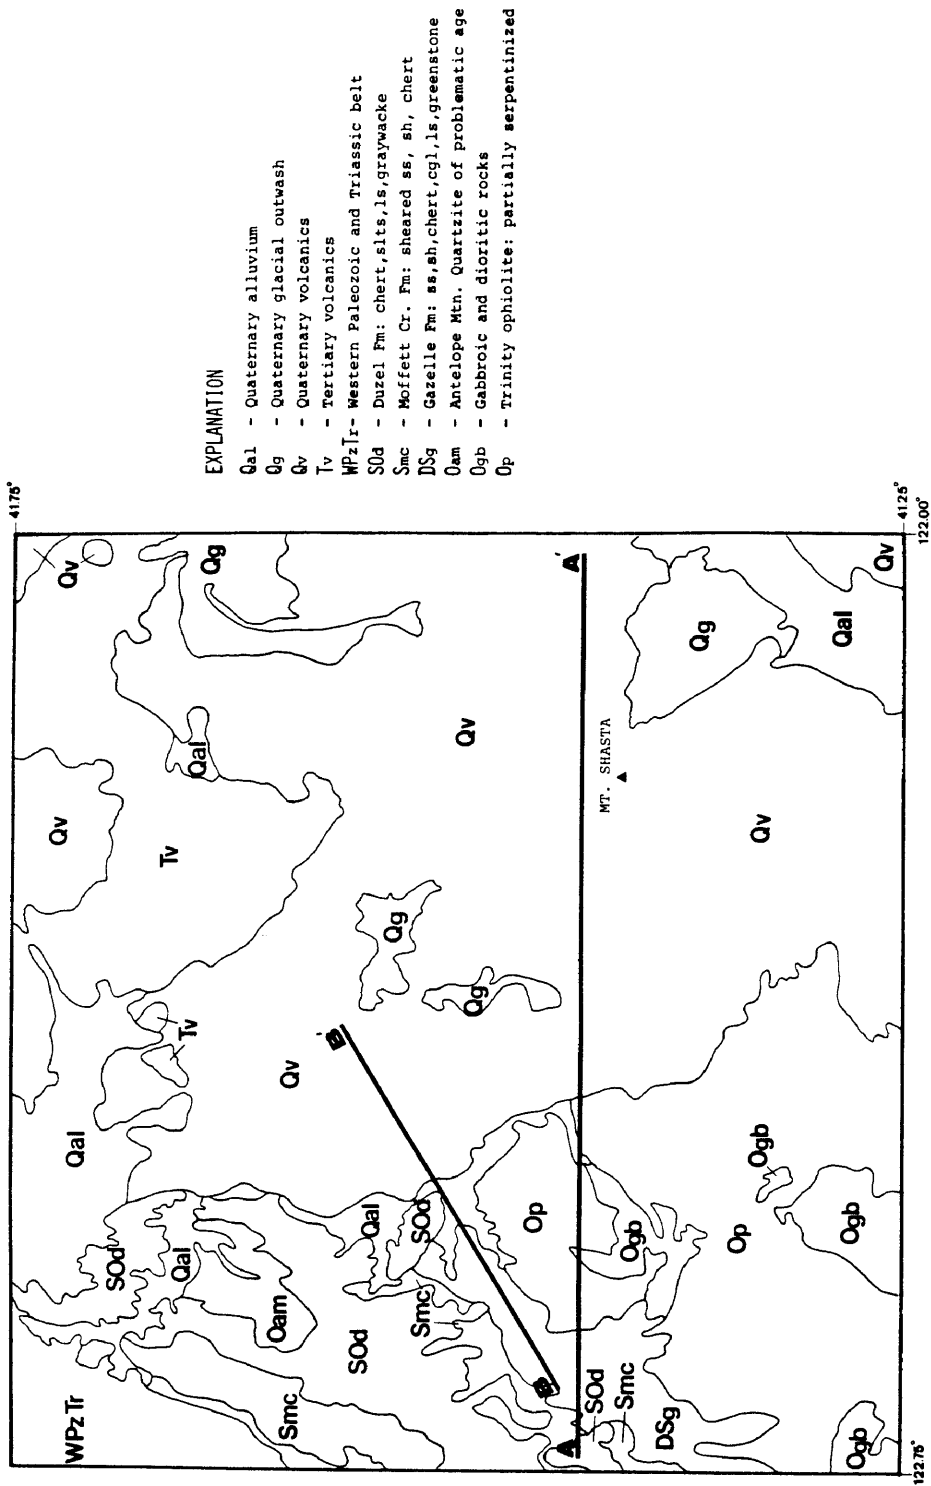 EXPLANATION
Qal - Quaternary alluvium
Qg - Quaternary glacial outwash
Qv - Quaternary volcanics
Tv - Tertiary volcanics
WPzTr- Western Paleozoic and Triassic belt
SOd - Duzel Fm: chert,slts,ls,graywacke
Smc - Moffett Cr. Fm: sheared ss, sh, chert
DSg - Gazelle Fm: ss,sh,chert,cgl,ls,greenstone
Oam - Antelope Mtn. Quartzite of problematic age
Ogb - Gabbroic and dioritic rocks
Op - Trinity ophiolite: partially serpentinized
41.75°
WPzTr
SOd
Qal
Qv
Qv
Tv
Qal
Qg
Qal
Tv
Smc
Oam
SOd
Qal
Qv
Qg
Qv
Smc
SOd
B'
Qg
B
Op
A
A'
SOd
Smc
DSg
Ogb
MT. SHASTA
Qg
Op
Ogb
Qv
Qal
Ogb
Ogb
Qv
41.25
122.75°
122.00°